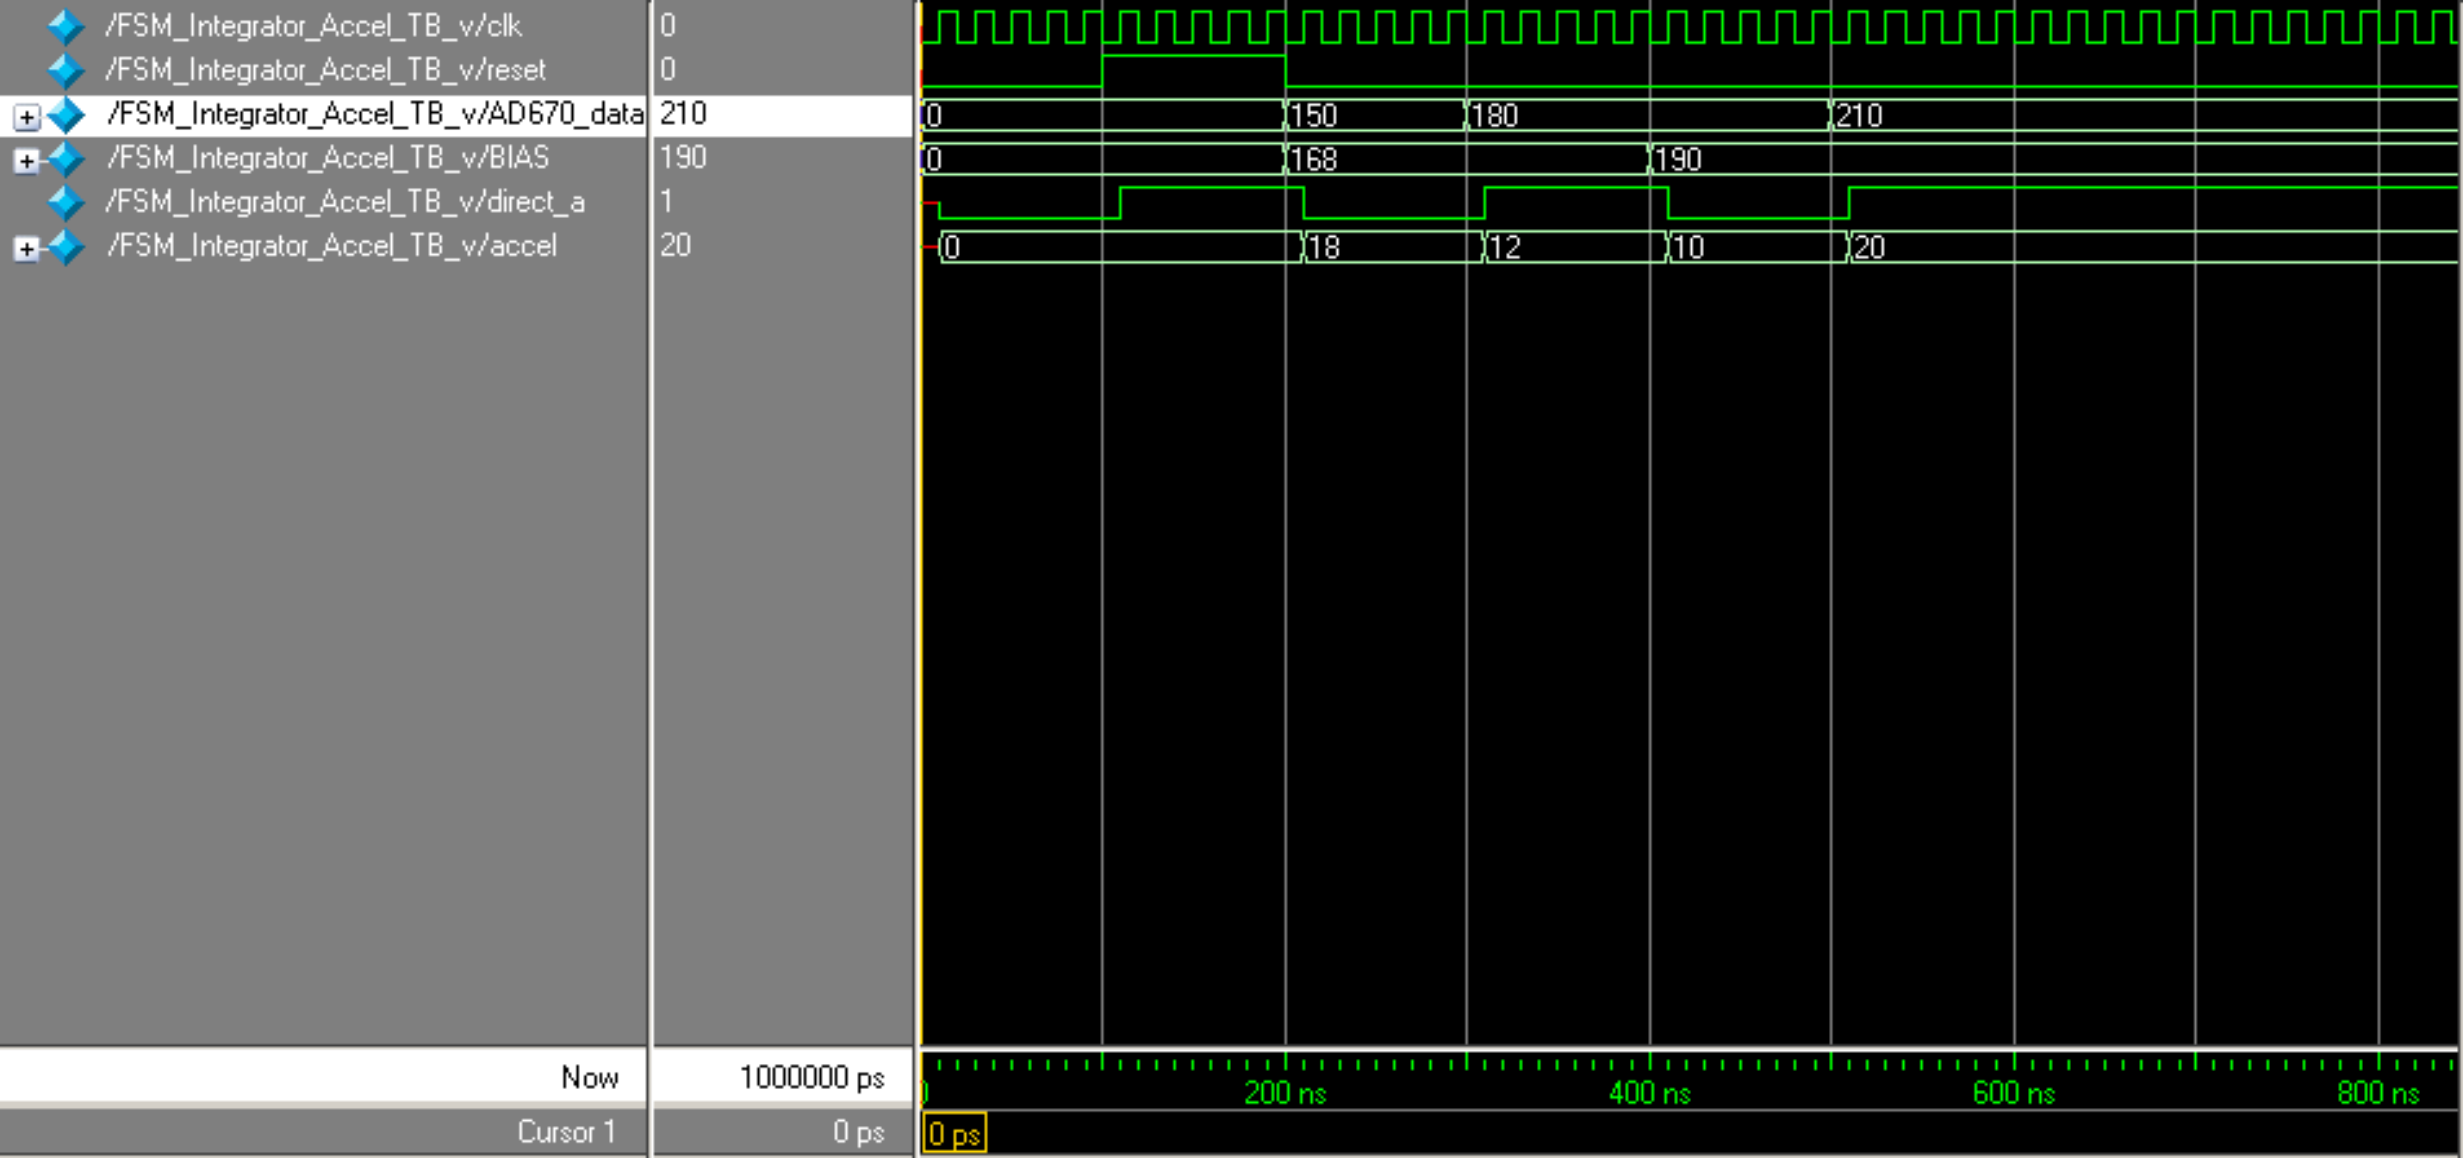 /FSM_Integrator_Accel_TB_v/clk 0
/FSM_Integrator_Accel_TB_v/reset 0
/FSM_Integrator_Accel_TB_v/AD670_data 210 0 150 180 210
/FSM_Integrator_Accel_TB_v/BIAS 190 0 168 190
/FSM_Integrator_Accel_TB_v/direct_a 1
/FSM_Integrator_Accel_TB_v/accel 20 0 18 12 10 20
Now 1000000 ps 200 ns 400 ns 600 ns 800 ns
Cursor 1 0 ps 0 ps